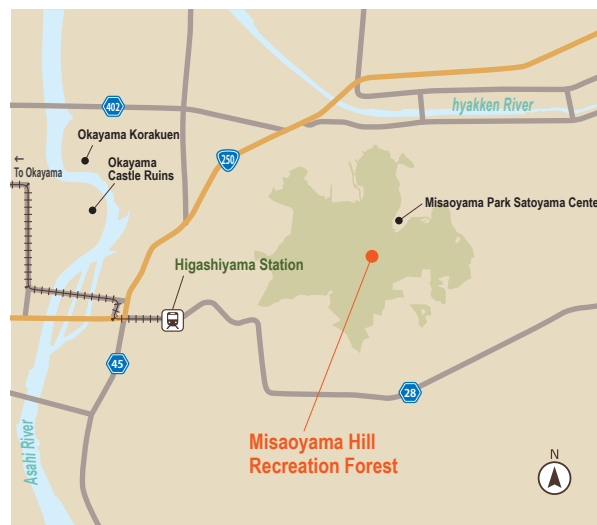 hyakken River
402
Okayama Korakuen
←
To Okayama
Okayama
Castle Ruins
250
Misaoyama Park Satoyama Cente
Higashiyama Station
45
28
Misaoyama Hill
Recreation Forest
Asahi River
N